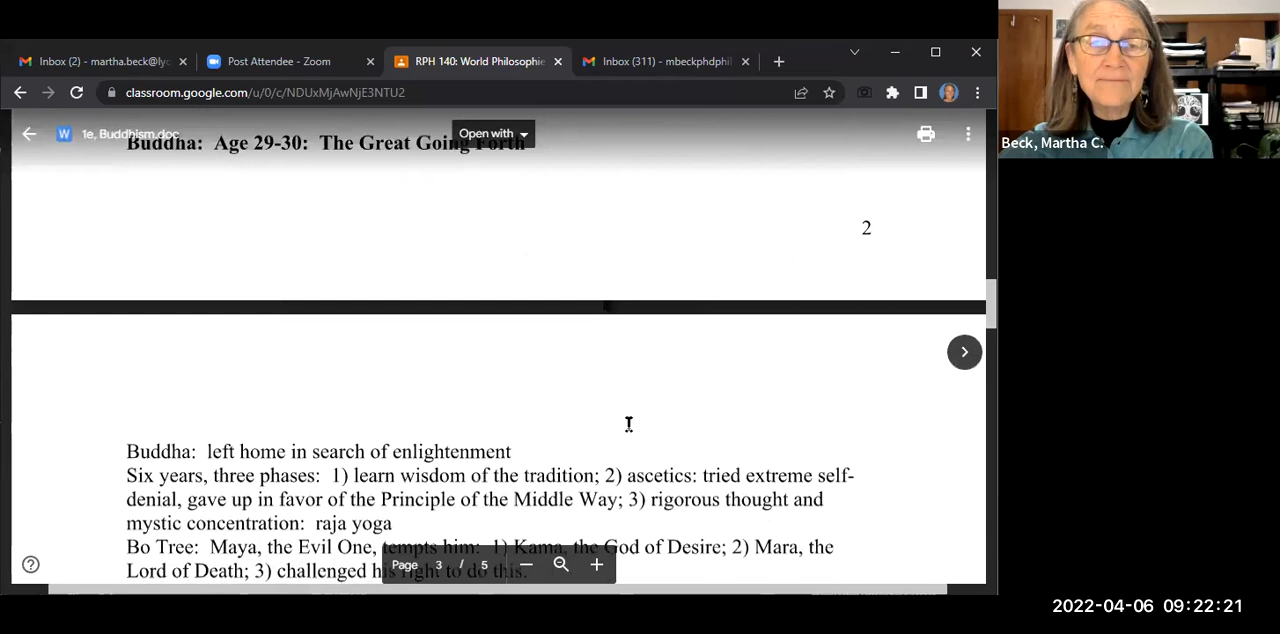 Inbox (2) - martha.beck@lyc
Post Attendee - Zoom
RPH 140: World Philosophie
Inbox (311) - mbeckphdphil
classroom.google.com/u/0/c/NDUxMjAwNjE3NTU2
1e, Buddhism.doc
Open with
Buddha: Age 29-30: The Great Going Forth
2
Buddha: left home in search of enlightenment
Six years, three phases: 1) learn wisdom of the tradition; 2) ascetics: tried extreme self-
denial, gave up in favor of the Principle of the Middle Way; 3) rigorous thought and
mystic concentration: raja yoga
Bo Tree: Maya, the Evil One, tempts him: 1) Kama, the God of Desire; 2) Mara, the
Lord of Death; 3) challenged his right to do this.
Page 3 / 5
Beck, Martha C.
2022-04-06 09:22:21